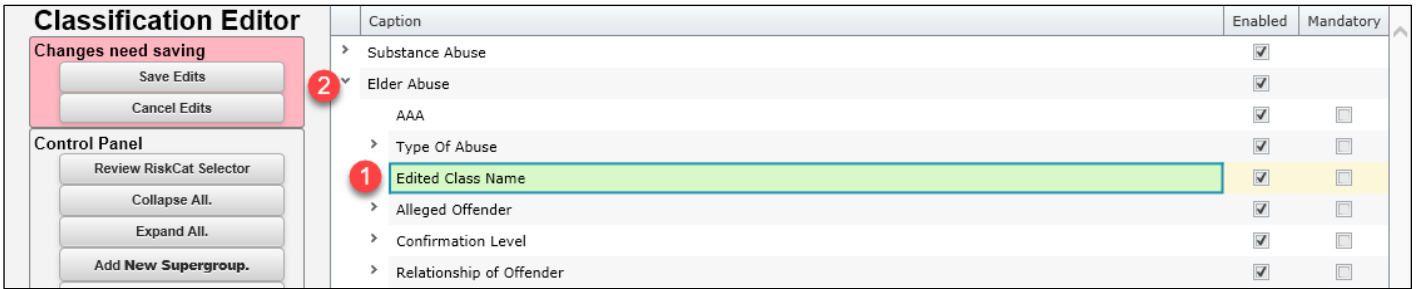 Classification Editor
Changes need saving
Save Edits
Cancel Edits
Control Panel
Review RiskCat Selector
Collapse All.
Expand All.
Add New Supergroup.
Caption Enabled Mandatory
Substance Abuse
2 Elder Abuse
AAA
Type Of Abuse
1 Edited Class Name
Alleged Offender
Confirmation Level
Relationship of Offender